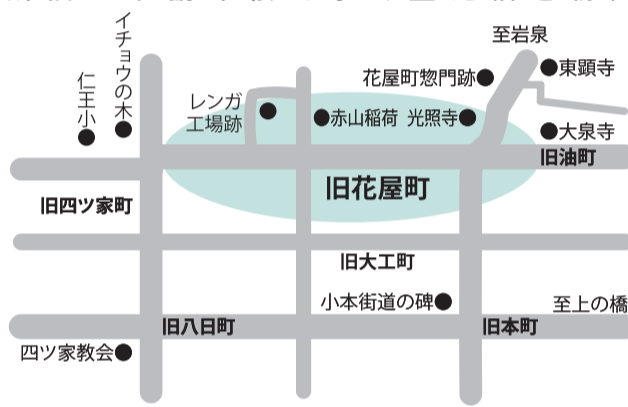 至岩泉
イチョウの木
仁王小
花屋町惣門跡
東顕寺
レンガ
工場跡
赤山稲荷
光照寺
大泉寺
旧油町
旧花屋町
旧四ツ家町
旧大工町
小本街道の碑
至上の橋
旧八日町
旧本町
四ツ家教会